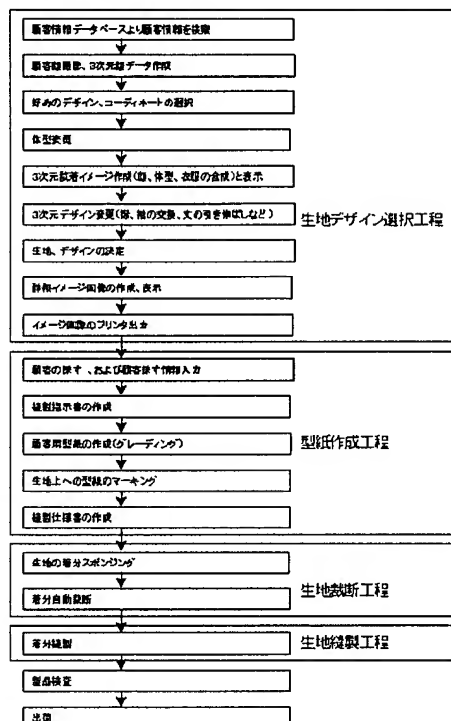 顧客情報データベースより顧客情報を検索
顧客顔画像、3次元顔データ作成
好みのデザイン、コーディネートの選択
体型変更
3次元試着イメージ作成(顔、体型、衣服の合成)と表示
3次元デザイン変更(襟、袖の交換、丈の引き伸ばしなど)
生地デザイン選択工程
生地、デザインの決定
詳細イメージ画像の作成、表示
イメージ画像のプリンタ出力
顧客の採寸、および顧客採寸情報入力
縫製指示書の作成
顧客用型紙の作成(グレーディング)
型紙作成工程
生地上への型紙のマーキング
縫製仕様書の作成
生地の着分スポンジング
生地裁断工程
着分自動裁断
着分縫製
生地縫製工程
製品検査
出荷